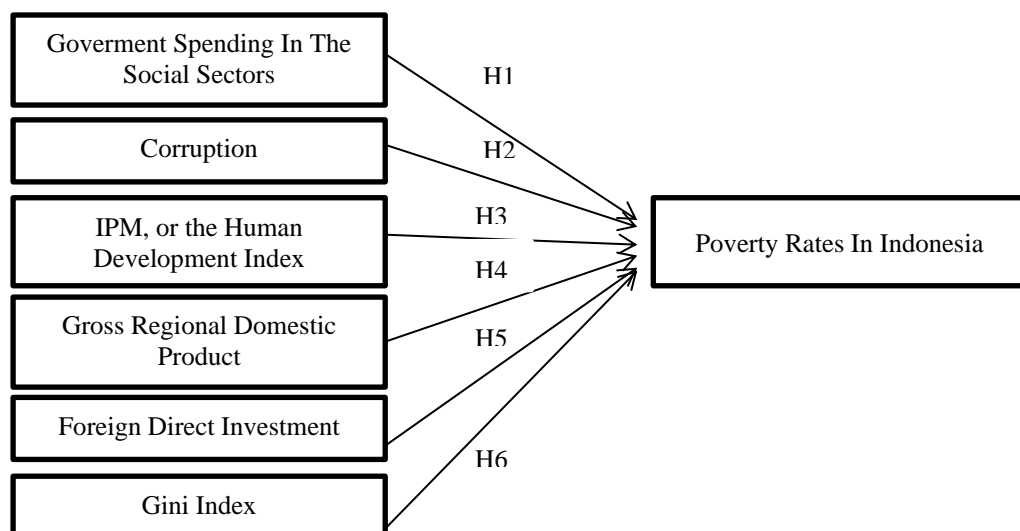 Goverment Spending In The
Social Sectors
H1
Corruption
H2
IPM, or the Human
Development Index
H3
Poverty Rates In Indonesia
H4
Gross Regional Domestic
Product
H5
Foreign Direct Investment
H6
Gini Index